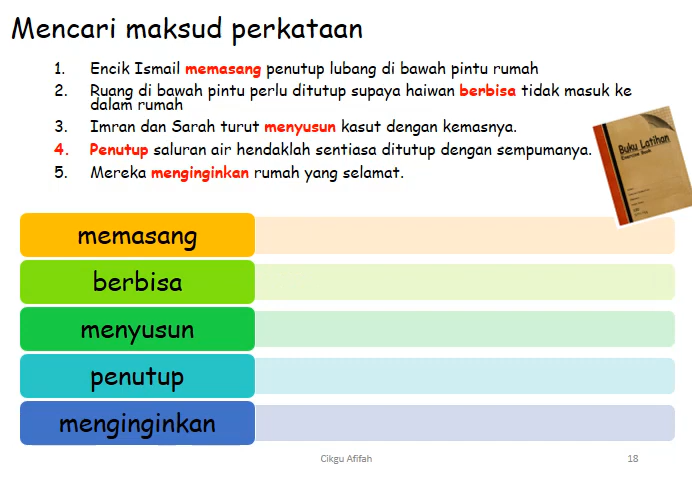 Mencari maksud perkataan
1. Encik Ismail memasang penutup lubang di bawah pintu rumah
2. Ruang di bawah pintu perlu ditutup supaya haiwan berbisa tidak masuk ke
dalam rumah
3. Imran dan Sarah turut menyusun kasut dengan kemasnya.
4. Penutup saluran air hendaklah sentiasa ditutup dengan sempumanya.
5. Mereka menginginkan rumah yang selamat.
Buku Latihan
Exercise Book
memasang
berbisa
menyusun
penutup
menginginkan
Cikgu Afifah
18